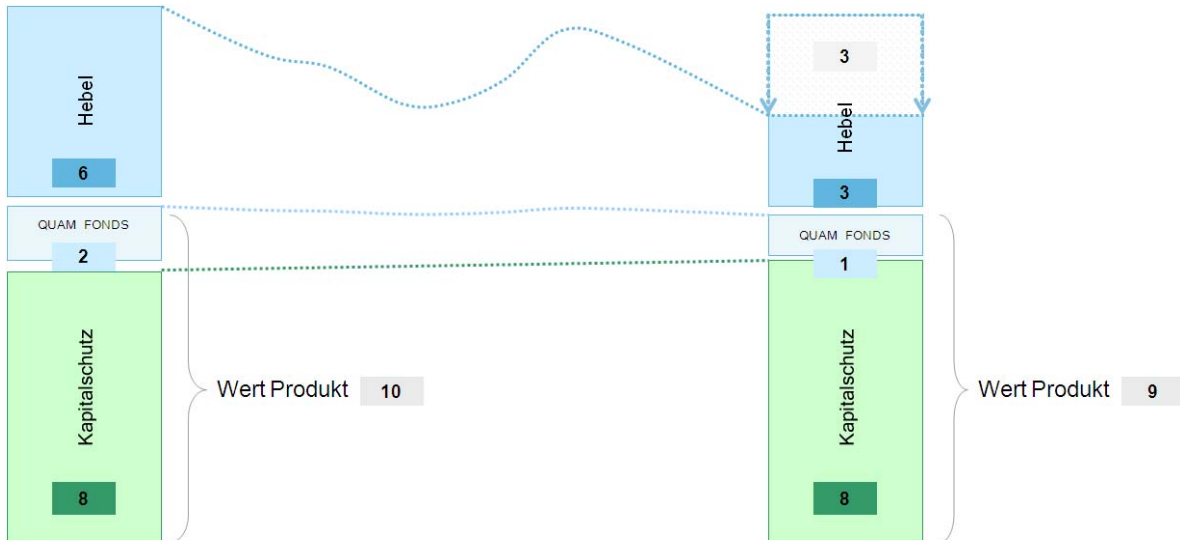 Hebel
6
QUAM FONDS
2
Kapitalschutz
8
Wert Produkt 10
3
Hebel
3
QUAM FONDS
1
Kapitalschutz
8
Wert Produkt 9